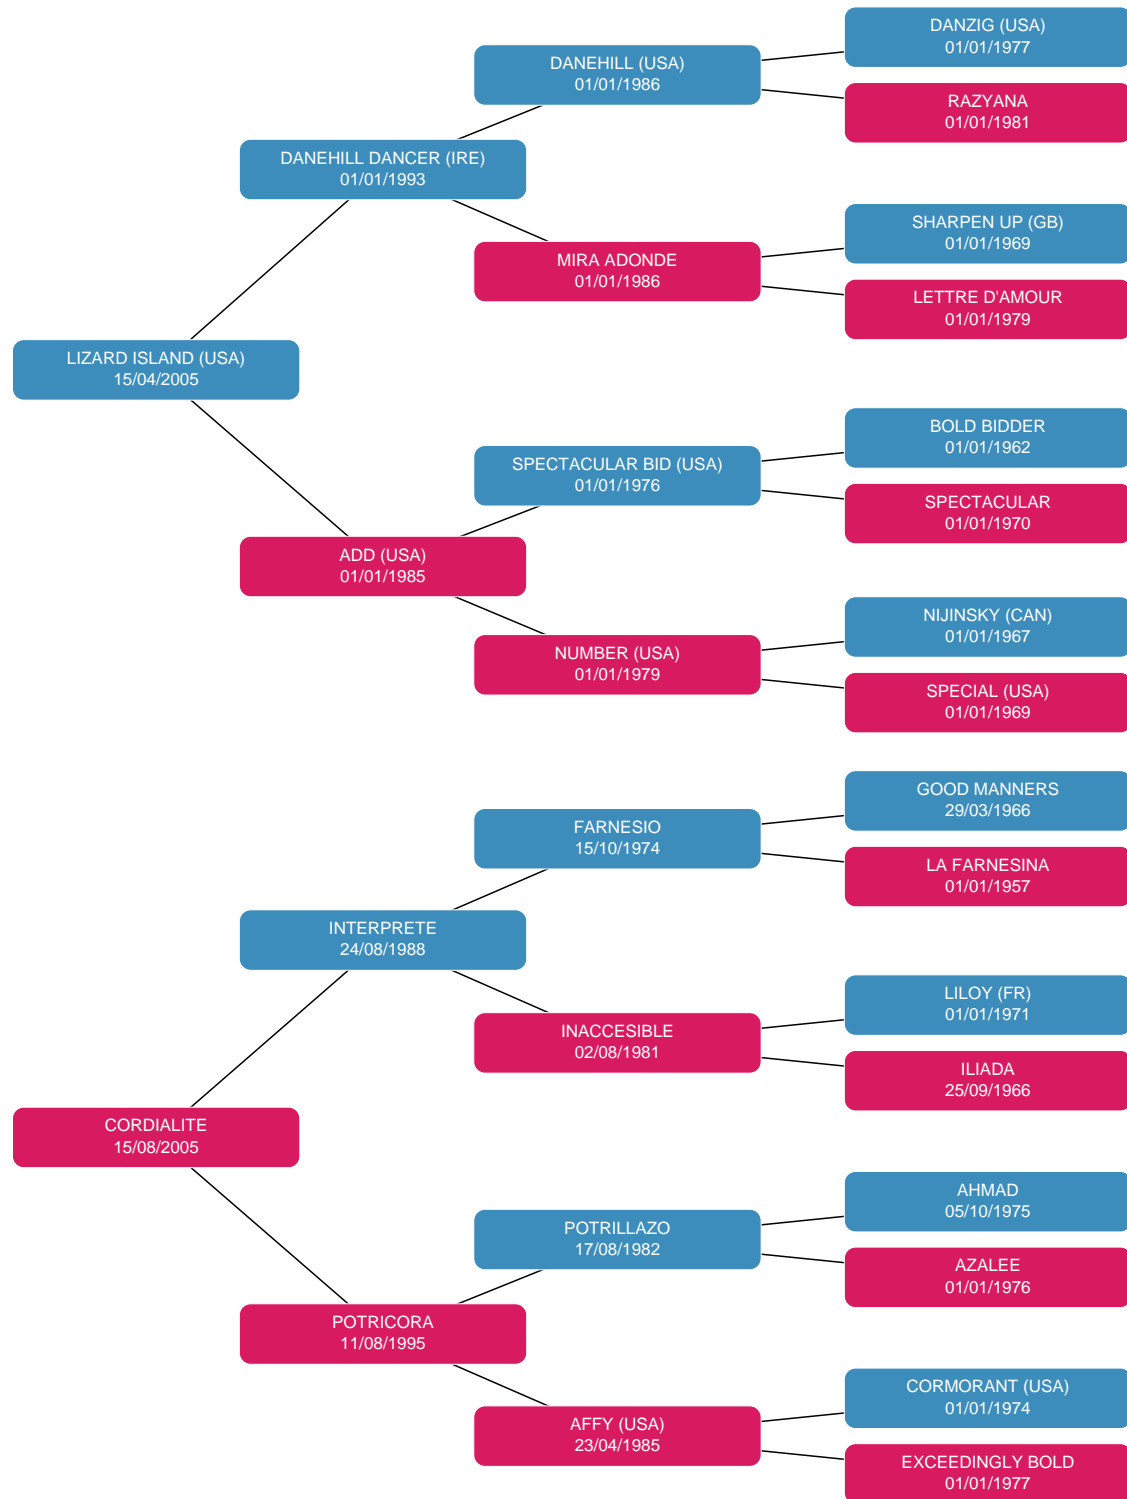 DANZIG (USA)
01/01/1977
DANEHILL (USA)
01/01/1986
RAZYANA
01/01/1981
DANEHILL DANCER (IRE)
01/01/1993
SHARPEN UP (GB)
01/01/1969
MIRA ADONDE
01/01/1986
LETTRE D'AMOUR
01/01/1979
LIZARD ISLAND (USA)
15/04/2005
BOLD BIDDER
01/01/1962
SPECTACULAR BID (USA)
01/01/1976
SPECTACULAR
01/01/1970
ADD (USA)
01/01/1985
NIJINSKY (CAN)
01/01/1967
NUMBER (USA)
01/01/1979
SPECIAL (USA)
01/01/1969
GOOD MANNERS
29/03/1966
FARNESIO
15/10/1974
LA FARNESINA
01/01/1957
INTERPRETE
24/08/1988
LILOY (FR)
01/01/1971
INACCESIBLE
02/08/1981
ILIADA
25/09/1966
CORDIALITE
15/08/2005
AHMAD
05/10/1975
POTRILLAZO
17/08/1982
AZALEE
01/01/1976
POTRICORA
11/08/1995
CORMORANT (USA)
01/01/1974
AFFY (USA)
23/04/1985
EXCEEDINGLY BOLD
01/01/1977